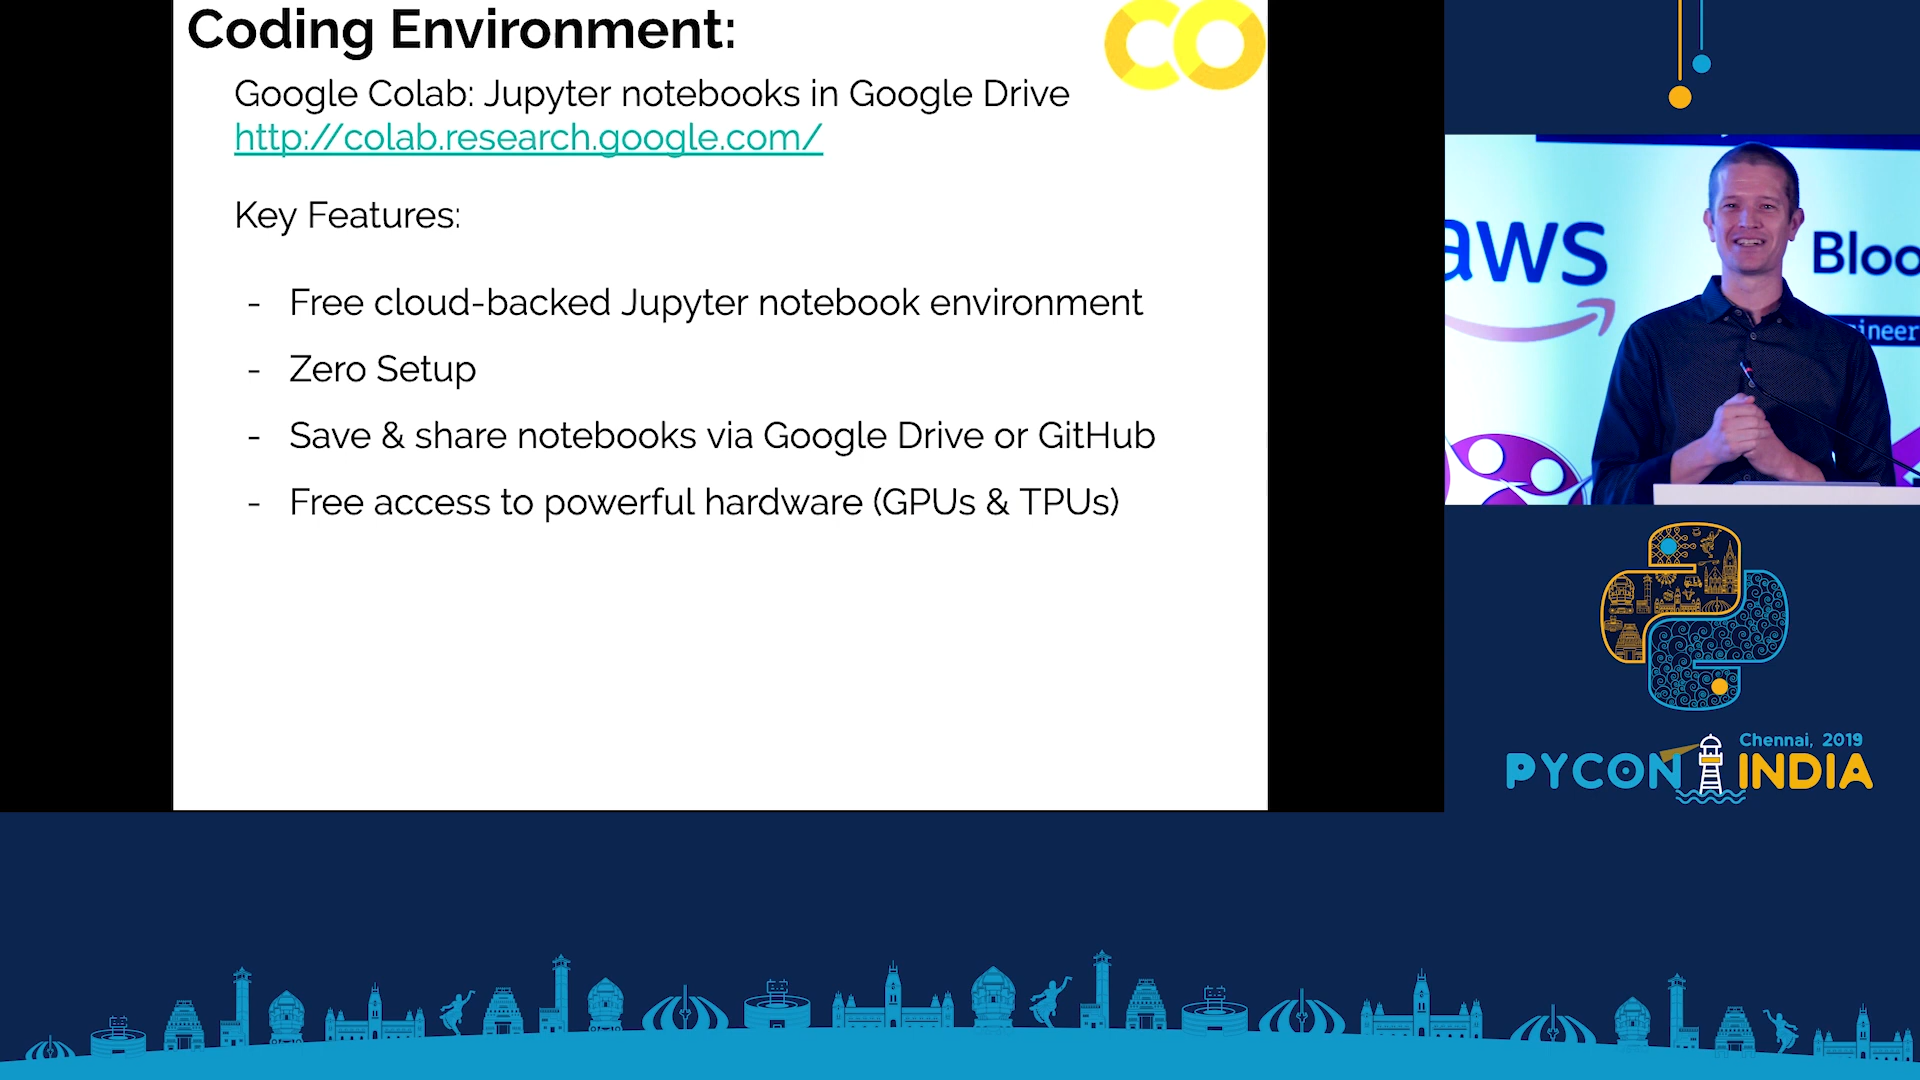 Coding Environment:
CO
Google Colab: Jupyter notebooks in Google Drive
http://colab.research.google.com/
Key Features:
- Free cloud-backed Jupyter notebook environment
- Zero Setup
- Save & share notebooks via Google Drive or GitHub
- Free access to powerful hardware (GPUs & TPUs)
aws
Bloo
ineer
Chennai, 2019
PYCON INDIA